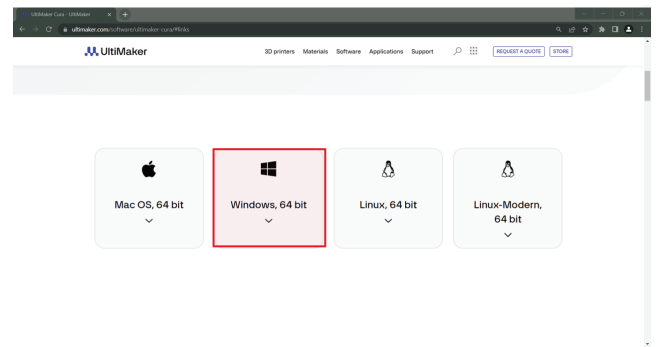 UltiMaker Cura - UltiMaker
ultimaker.com/software/ultimaker-cura/#links
UltiMaker
3D printers Materials Software Applications Support
REQUEST A QUOTE STORE
Mac OS, 64 bit
Windows, 64 bit
Linux, 64 bit
Linux-Modern,
64 bit